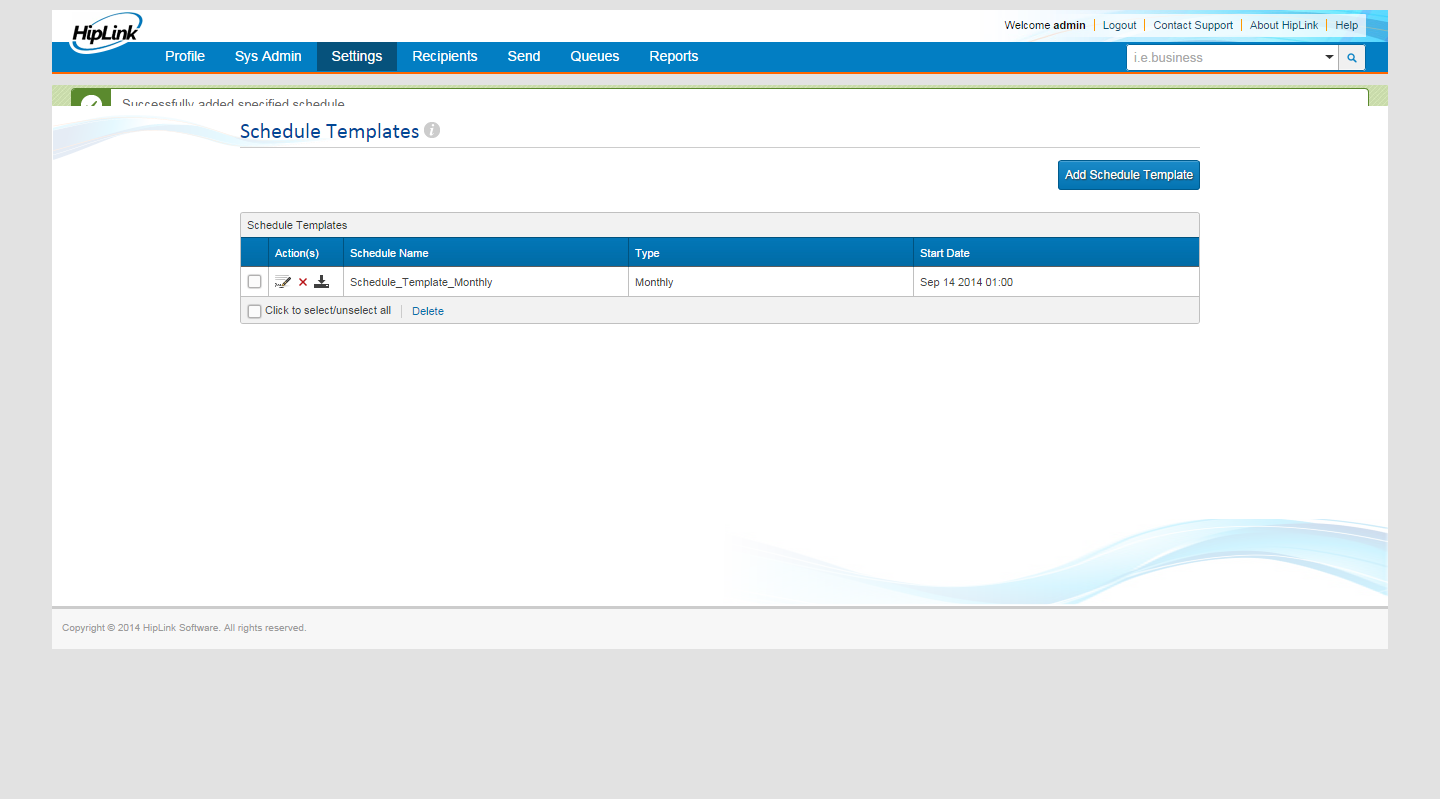 HipLink
Welcome admin Logout Contact Support About HipLink Help
Profile Sys Admin Settings Recipients Send Queues Reports i.e.business
Successfully added specified schedule
Schedule Templates i
Add Schedule Template
Schedule Templates
Action(s) Schedule Name Type Start Date
Schedule_Template_Monthly Monthly Sep 14 2014 01:00
Click to select/unselect all Delete
Copyright © 2014 HipLink Software. All rights reserved.